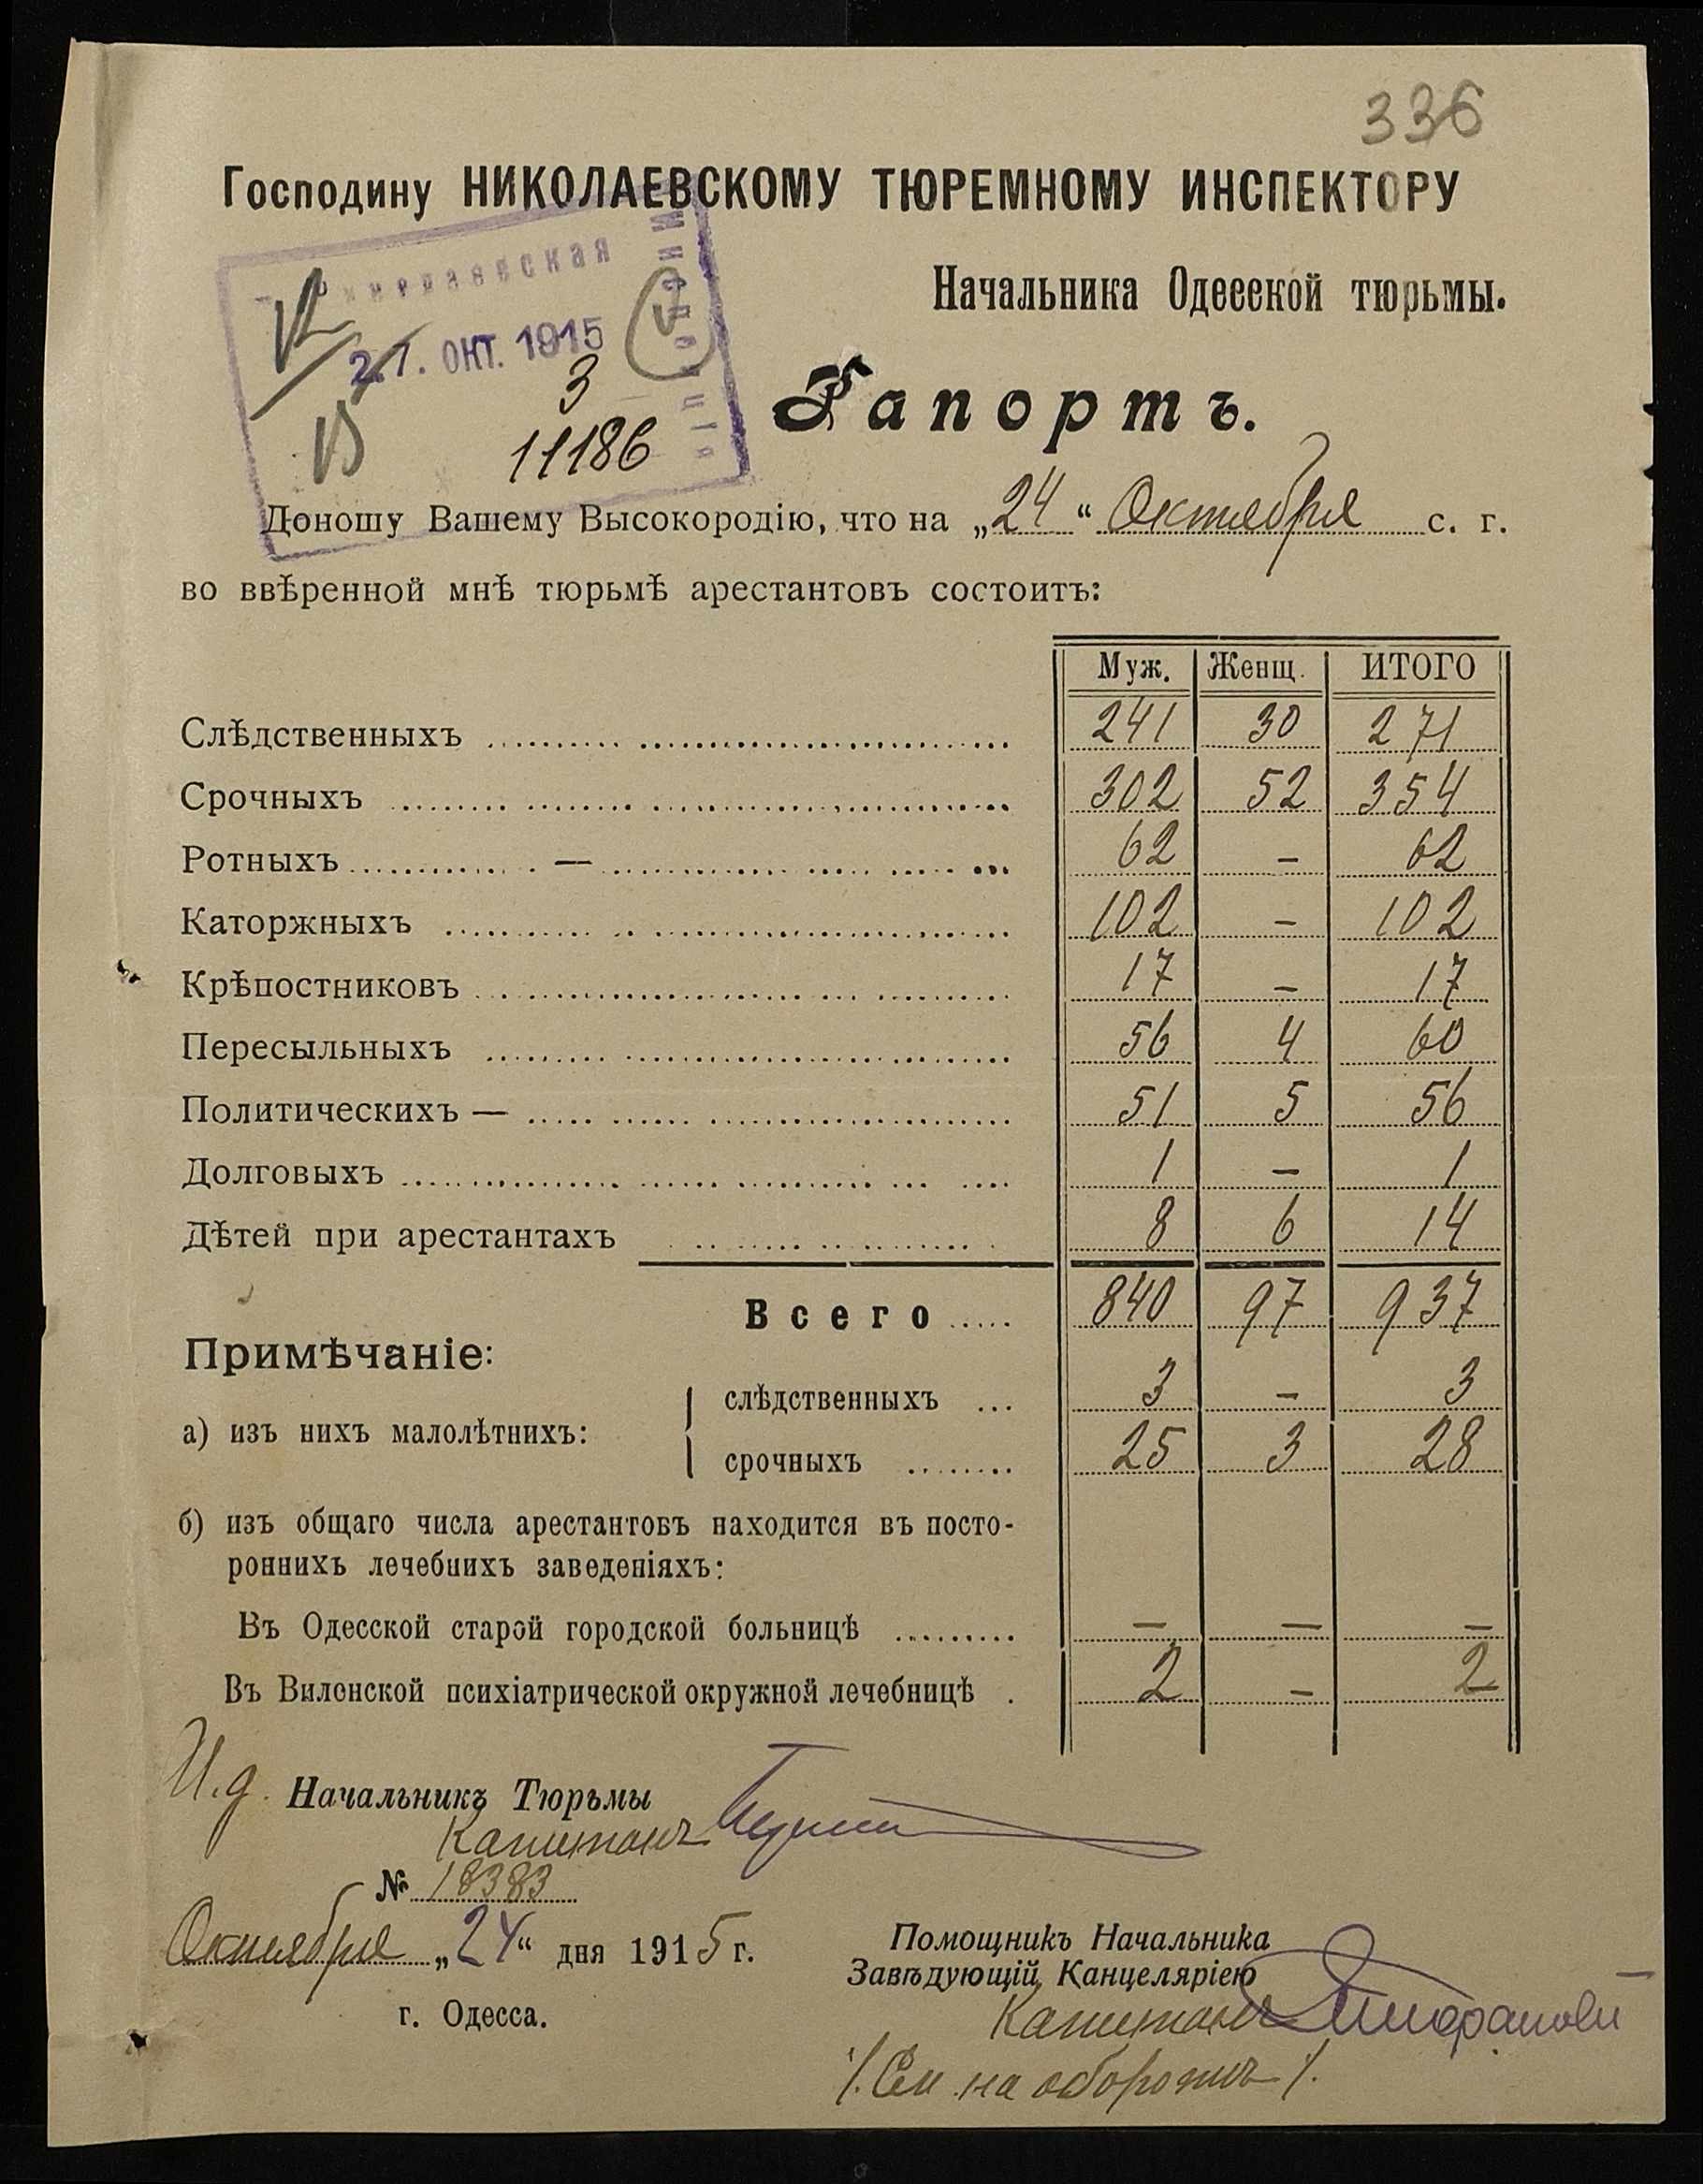 336
Господину НИКОЛАЕВСКОМУ ТЮРЕМНОМУ ИНСПЕКТОРУ
Начальника Одесской тюрьмы.
27. ОКТ. 1915
3
11186
Рапортъ.
Доношу Вашему Высокородію, что на „24“ Октября с. г.
во ввѣренной мнѣ тюрьмѣ арестантовъ состоитъ:
Муж. Женщ. ИТОГО
Слѣдственныхъ 241 30 271
Срочныхъ 302 52 354
Ротныхъ — 62 – 62
Каторжныхъ 102 – 102
Крѣпостниковъ 17 – 17
Пересыльныхъ 56 4 60
Политическихъ — 51 5 56
Долговыхъ 1 – 1
Дѣтей при арестантахъ 8 6 14
Всего 840 97 937
Примѣчаніе:
а) изъ нихъ малолѣтнихъ:
слѣдственныхъ 3 – 3
срочныхъ 25 3 28
б) изъ общаго числа арестантовъ находится въ посто-
роннихъ лечебнихъ заведеніяхъ:
Въ Одесской старой городской больницѣ – – –
Въ Виленской психіатрической окружной лечебницѣ 2 – 2
И.д. Начальникъ Тюрьмы
Капитанъ
№ 18383
Октября „24“ дня 1915 г.
г. Одесса.
Помощникъ Начальника
Завѣдующій Канцеляріею
Капитанъ
/. См. на оборотѣ /.